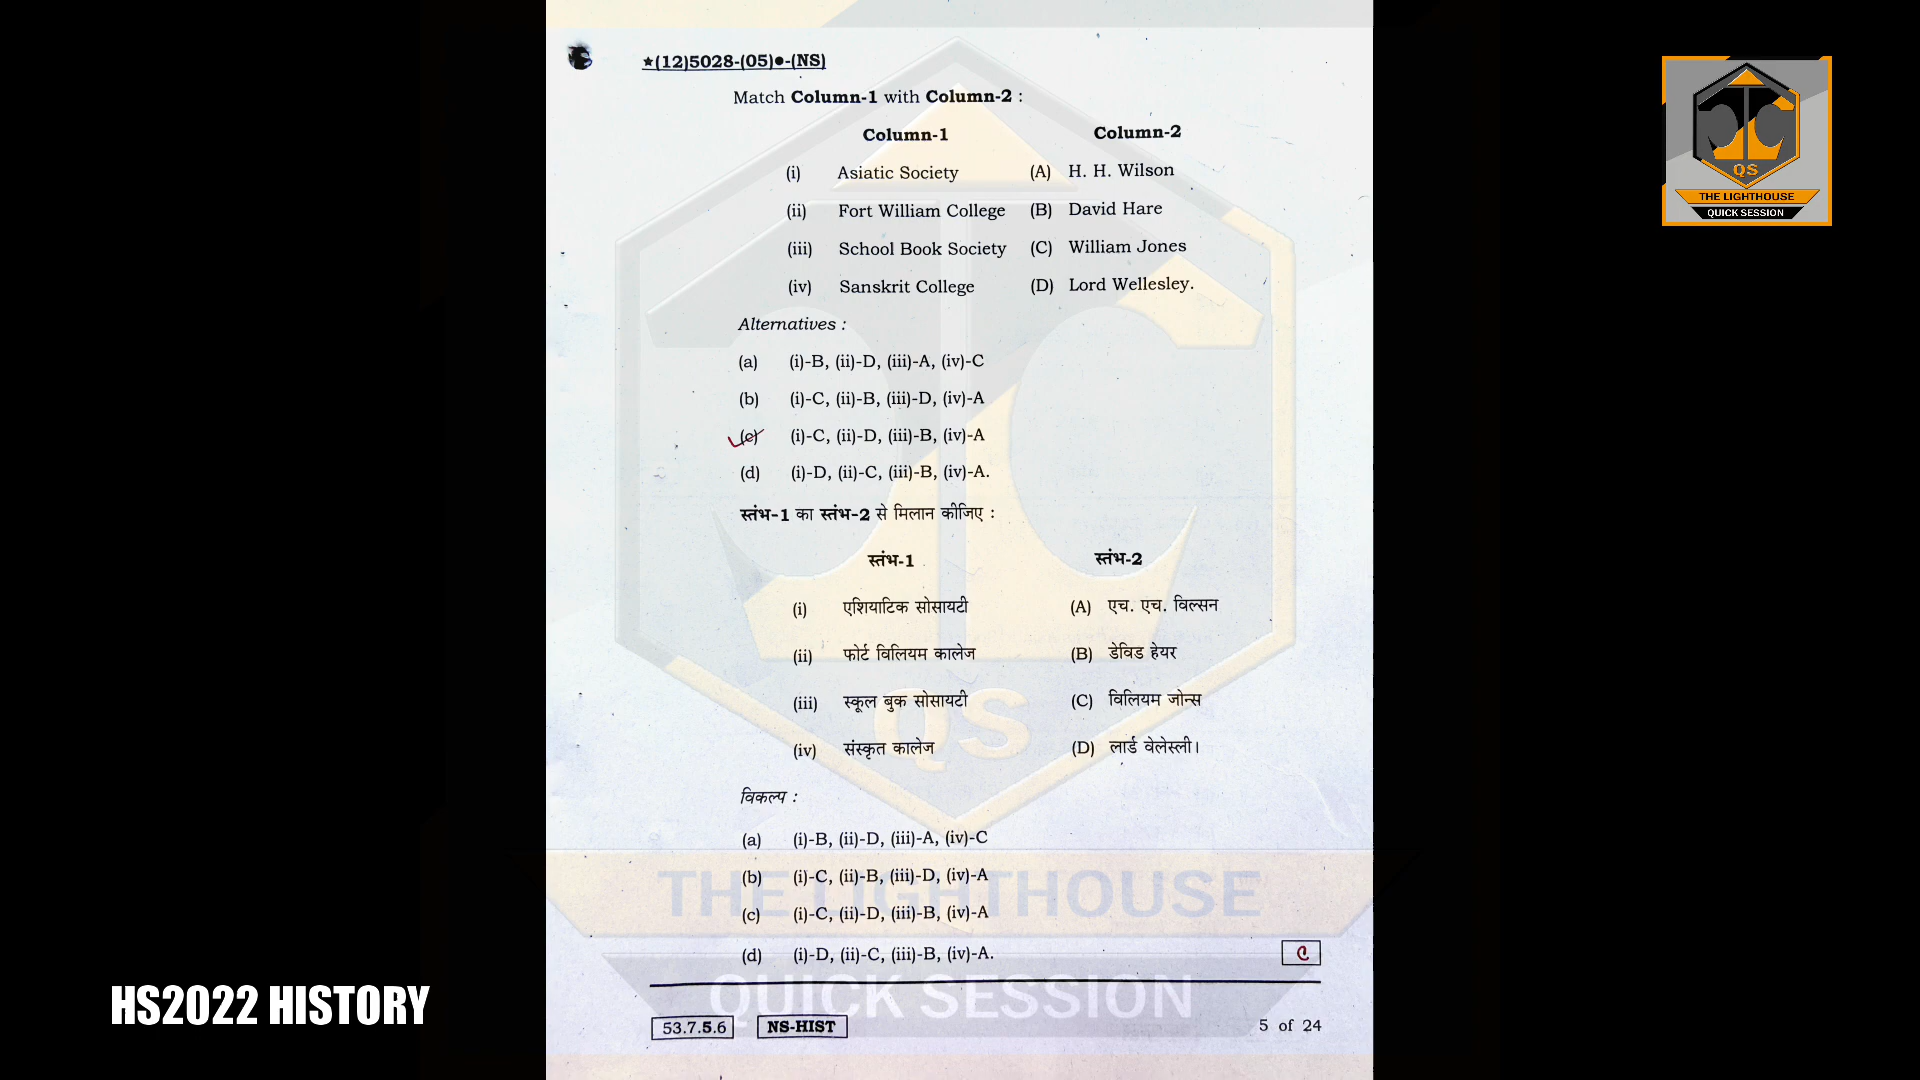 ★(12)5028-(05)●-(NS)
Match Column-1 with Column-2 :
Column-1 Column-2
(i) Asiatic Society (A) H. H. Wilson
(ii) Fort William College (B) David Hare
(iii) School Book Society (C) William Jones
(iv) Sanskrit College (D) Lord Wellesley.
Alternatives :
(a) (i)-B, (ii)-D, (iii)-A, (iv)-C
(b) (i)-C, (ii)-B, (iii)-D, (iv)-A
(c) (i)-C, (ii)-D, (iii)-B, (iv)-A
(d) (i)-D, (ii)-C, (iii)-B, (iv)-A.
स्तंभ-1 का स्तंभ-2 से मिलान कीजिए :
स्तंभ-1 स्तंभ-2
(i) एशियाटिक सोसायटी (A) एच. एच. विल्सन
(ii) फोर्ट विलियम कालेज (B) डेविड हेयर
(iii) स्कूल बुक सोसायटी (C) विलियम जोन्स
(iv) संस्कृत कालेज (D) लार्ड वेलेस्ली।
विकल्प :
(a) (i)-B, (ii)-D, (iii)-A, (iv)-C
(b) (i)-C, (ii)-B, (iii)-D, (iv)-A
(c) (i)-C, (ii)-D, (iii)-B, (iv)-A
(d) (i)-D, (ii)-C, (iii)-B, (iv)-A. C
53.7.5.6 NS-HIST 5 of 24
QS
THE LIGHTHOUSE
QUICK SESSION
HS2022 HISTORY
QS
THE LIGHTHOUSE
QUICK SESSION